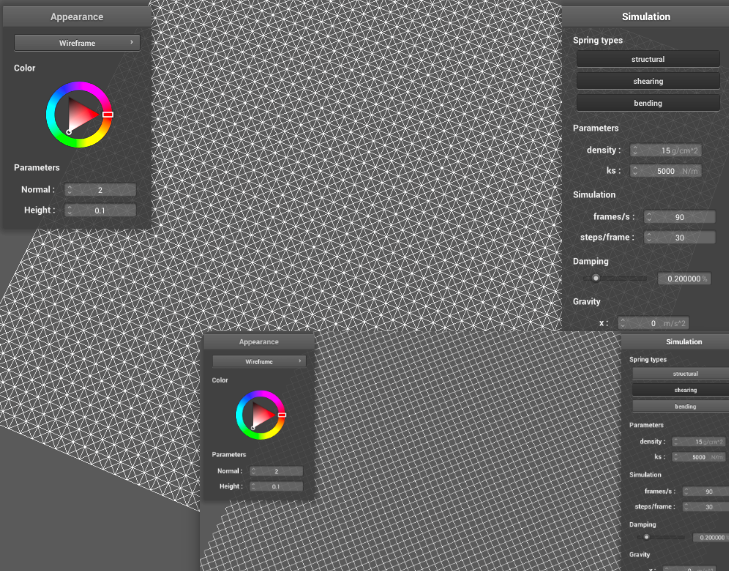 Appearance
Wireframe
Color
Parameters
Normal : 2
Height : 0.1
Simulation
Spring types
structural
shearing
bending
Parameters
density : 15 g/cm^2
ks : 5000 N/m
Simulation
frames/s : 90
steps/frame : 30
Damping
0.200000 %
Gravity
x : 0 m/s^2
Appearance
Wireframe
Color
Parameters
Normal : 2
Height : 0.1
Simulation
Spring types
structural
shearing
bending
Parameters
density : 15 g/cm^2
ks : 5000 N/m
Simulation
frames/s : 90
steps/frame : 30
Damping
0.200000
Gravity